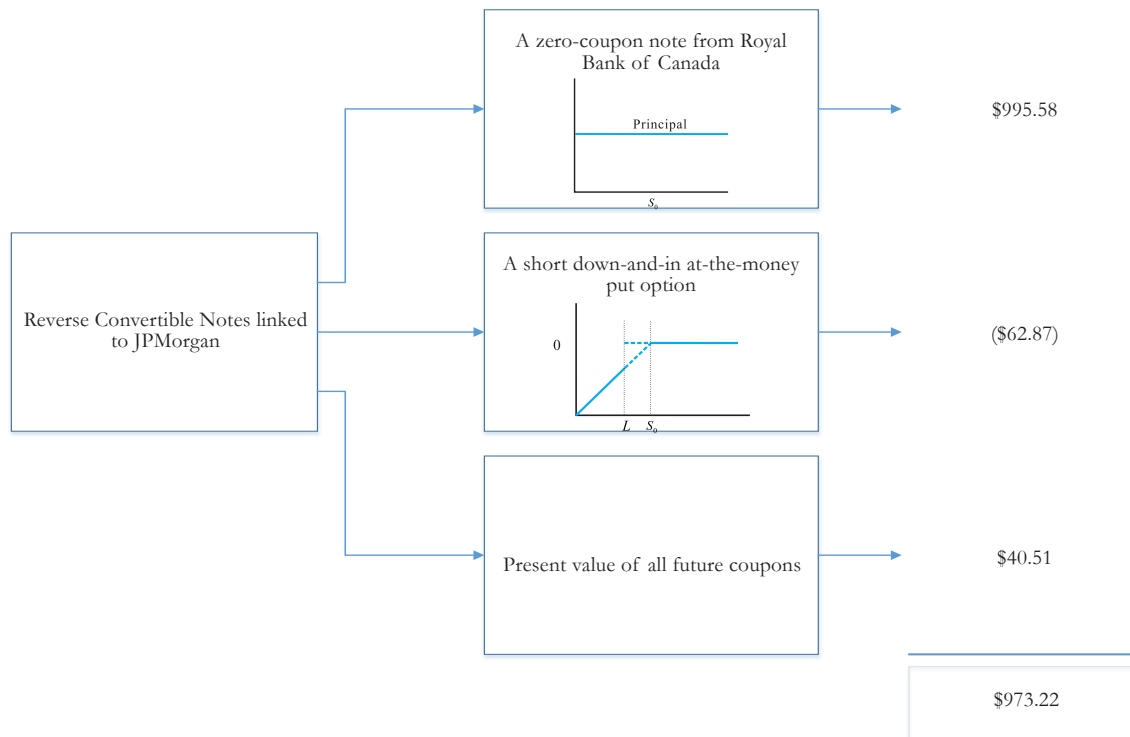 A zero-coupon note from Royal
Bank of Canada
Principal
S₀
$995.58
Reverse Convertible Notes linked
to JPMorgan
A short down-and-in at-the-money
put option
0
L S₀
($62.87)
Present value of all future coupons
$40.51
$973.22